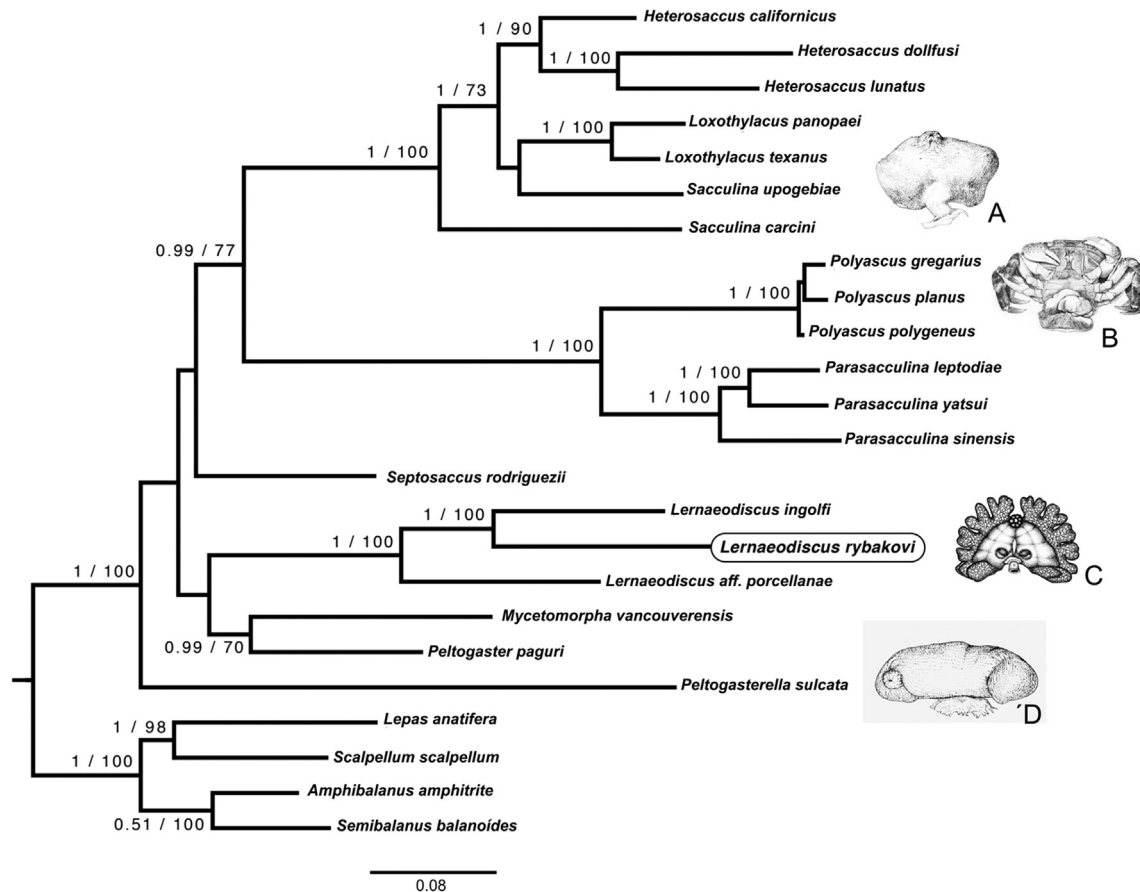 Heterosaccus californicus
1 / 90
Heterosaccus dollfusi
1 / 100
Heterosaccus lunatus
1 / 73
Loxothylacus panopaei
1 / 100
1 / 100
Loxothylacus texanus
Sacculina upogebiae
A
Sacculina carcini
0.99 / 77
Polyascus gregarius
1 / 100
Polyascus planus
Polyascus polygeneus
B
1 / 100
Parasacculina leptodiae
1 / 100
1 / 100
Parasacculina yatsui
Parasacculina sinensis
Septosaccus rodriguezii
Lernaeodiscus ingolfi
1 / 100
Lernaeodiscus rybakovi
1 / 100
C
Lernaeodiscus aff. porcellanae
1 / 100
Mycetomorpha vancouverensis
0.99 / 70
Peltogaster paguri
Peltogasterella sulcata
´D
Lepas anatifera
1 / 98
Scalpellum scalpellum
1 / 100
Amphibalanus amphitrite
0.51 / 100
Semibalanus balanoídes
0.08